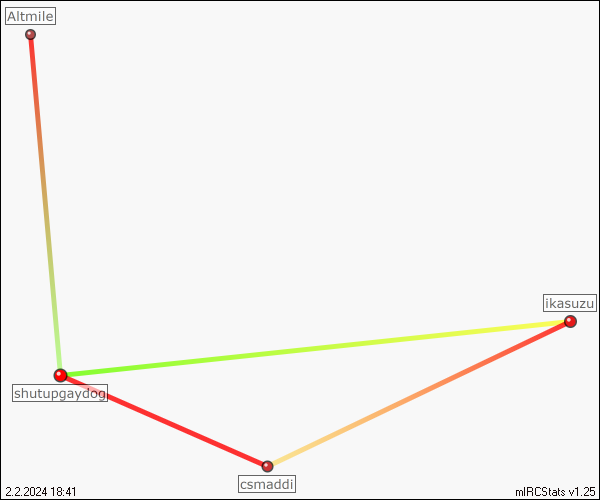 Altmile
ikasuzu
shutupgaydog
csmaddi
2.2.2024 18:41
mIRCStats v1.25